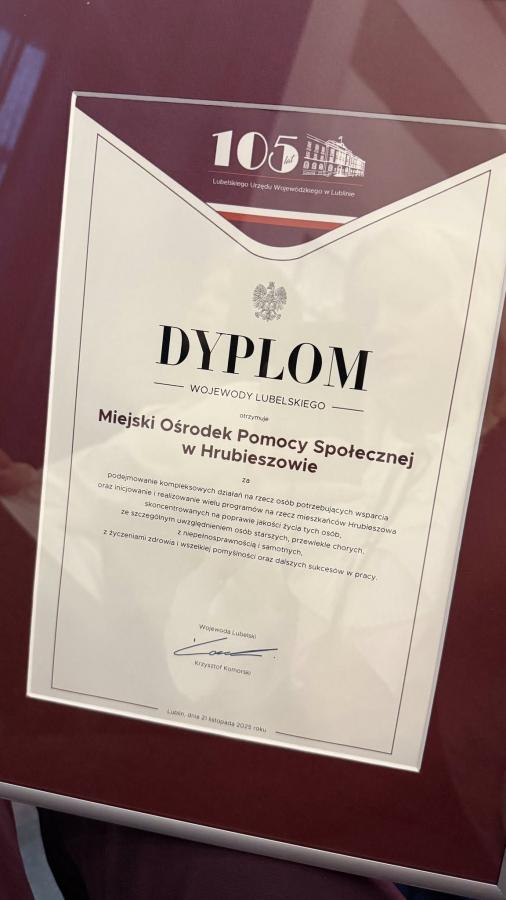 105 lat
Lubelskiego Urzędu Wojewódzkiego w Lublinie
DYPLOM
WOJEWODY LUBELSKIEGO
otrzymuje
Miejski Ośrodek Pomocy Społecznej
w Hrubieszowie
za
podejmowanie kompleksowych działań na rzecz osób potrzebujących wsparcia
oraz inicjowanie i realizowanie wielu programów na rzecz mieszkańców Hrubieszowa
skoncentrowanych na poprawie jakości życia tych osób,
ze szczególnym uwzględnieniem osób starszych, przewlekle chorych,
z niepełnosprawnością i samotnych,
z życzeniami zdrowia i wszelkiej pomyślności oraz dalszych sukcesów w pracy.
Wojewoda Lubelski
Krzysztof Komorski
Lublin, dnia 21 listopada 2025 roku